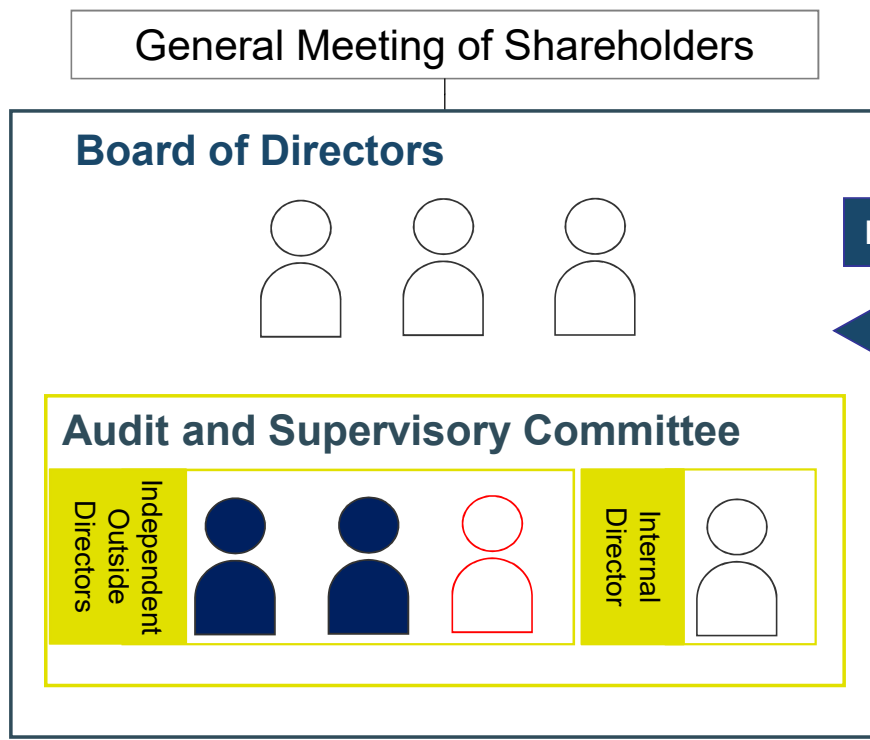 General Meeting of Shareholders
Board of Directors
Audit and Supervisory Committee
Independent
Outside
Directors
Internal
Director